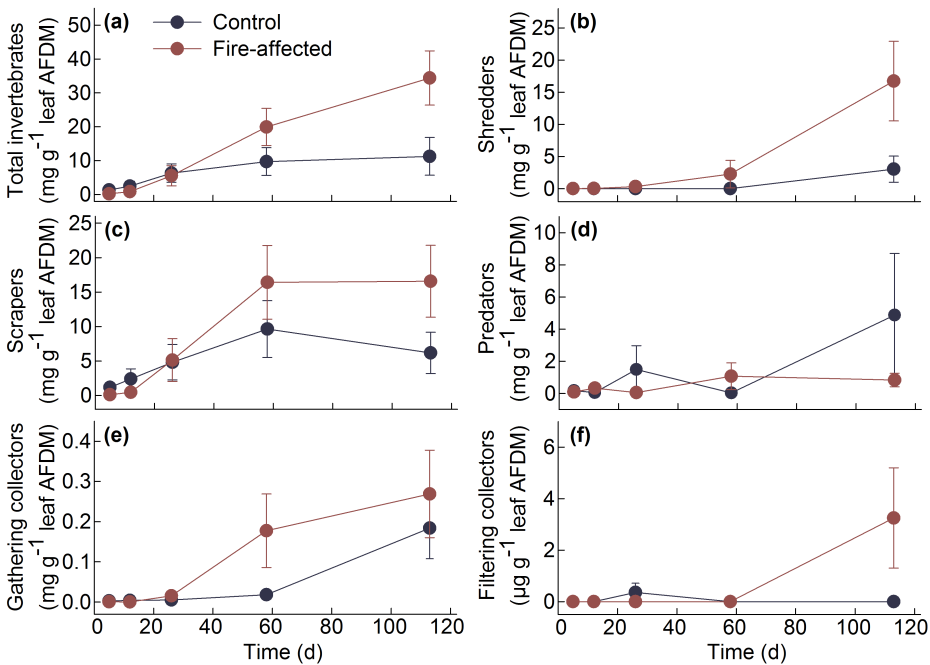 (a)
Control
Fire-affected
Total invertebrates
(mg g⁻¹ leaf AFDM)
50
40
30
20
10
0
(b)
Shredders
(mg g⁻¹ leaf AFDM)
25
20
15
10
5
0
(c)
Scrapers
(mg g⁻¹ leaf AFDM)
25
20
15
10
5
0
(d)
Predators
(mg g⁻¹ leaf AFDM)
10
8
6
4
2
0
(e)
Gathering collectors
(mg g⁻¹ leaf AFDM)
0.4
0.3
0.2
0.1
0.0
0 20 40 60 80 100 120
Time (d)
(f)
Filtering collectors
(µg g⁻¹ leaf AFDM)
6
4
2
0
0 20 40 60 80 100 120
Time (d)